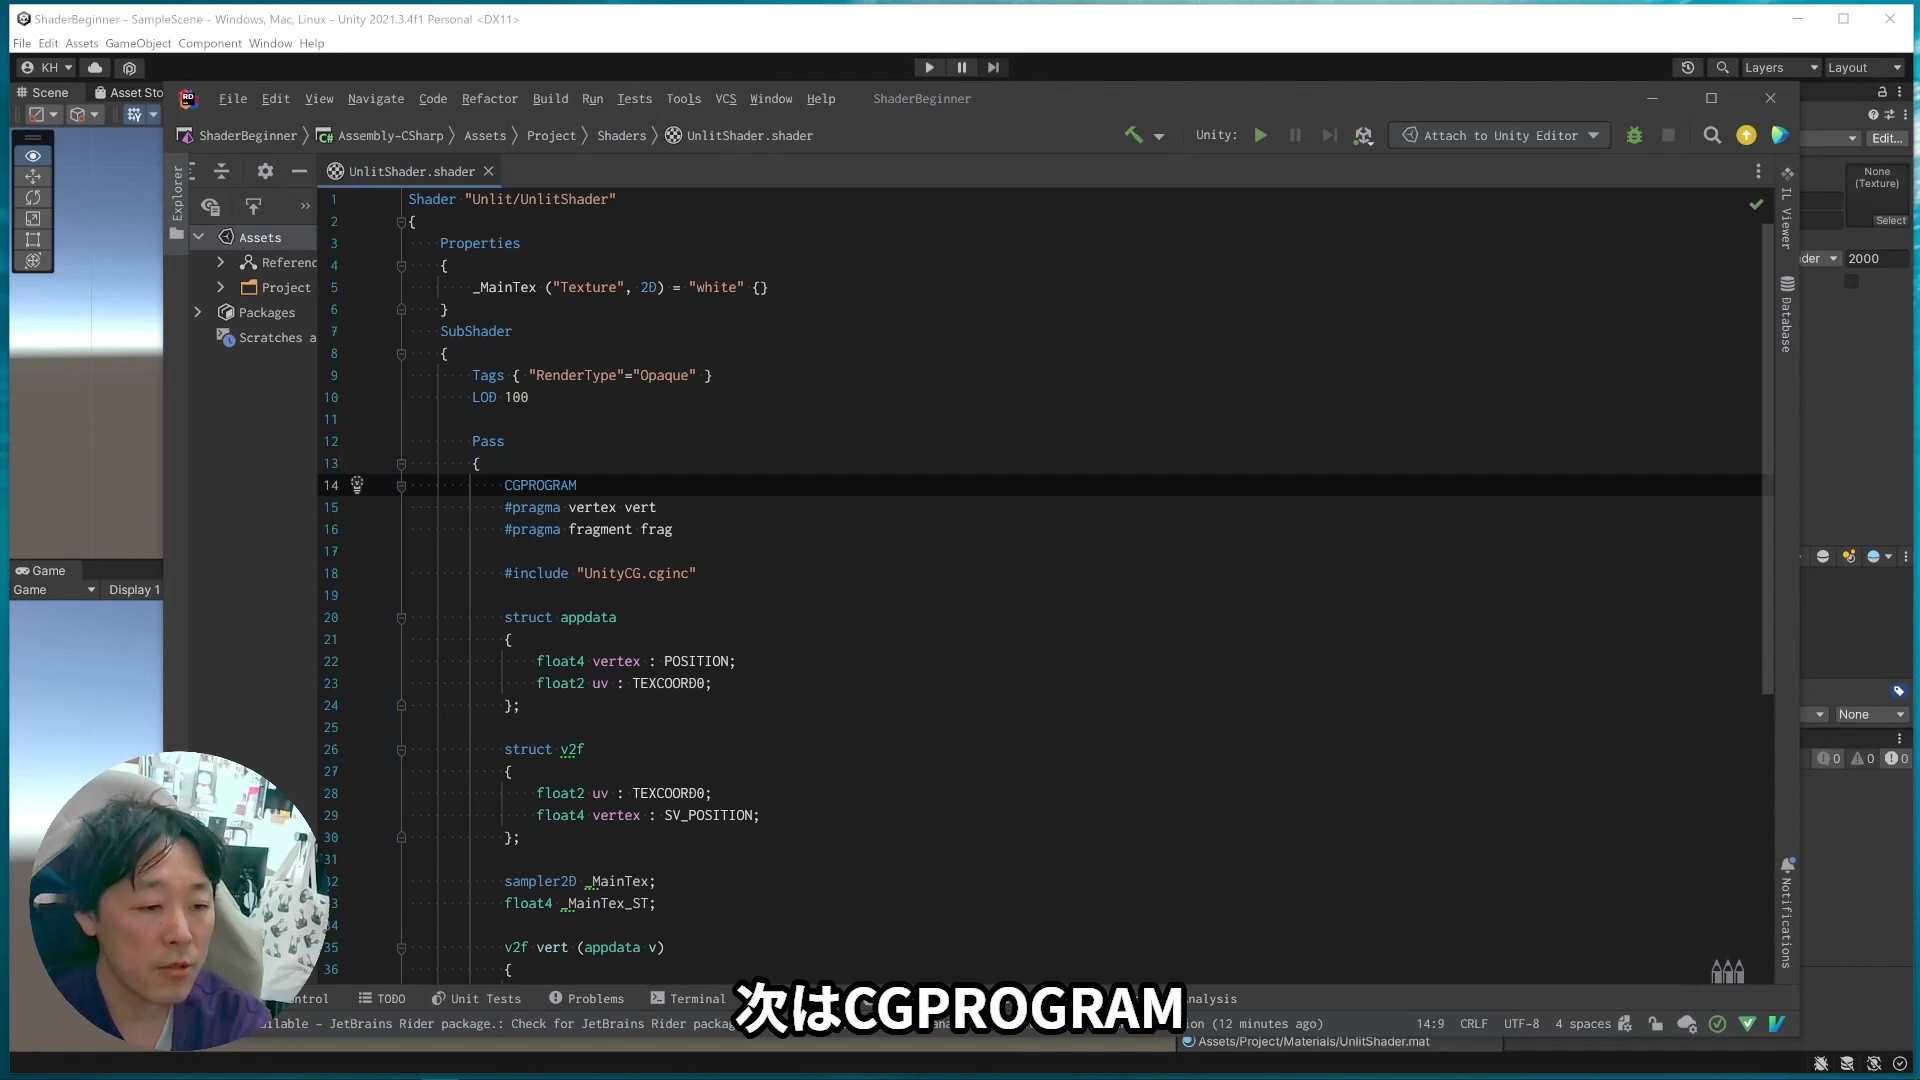 ShaderBeginner - SampleScene - Windows, Mac, Linux - Unity 2021.3.4f1 Personal <DX11>
File Edit Assets GameObject Component Window Help
KH
Layers
Layout
Scene
Asset Sto
File Edit View Navigate Code Refactor Build Run Tests Tools VCS Window Help ShaderBeginner
ShaderBeginner Assembly-CSharp Assets Project Shaders UnlitShader.shader
Unity:
Attach to Unity Editor
Edit...
Explorer
UnlitShader.shader
None
(Texture)
Select
IL Viewer
Database
Notifications
Assets
Referenc
Project
Packages
Scratches a
der
2000
1 Shader "Unlit/UnlitShader"
2 {
3 Properties
4 {
5 _MainTex ("Texture", 2D) = "white" {}
6 }
7 SubShader
8 {
9 Tags { "RenderType"="Opaque" }
10 LOD 100
11
12 Pass
13 {
14 CGPROGRAM
15 #pragma vertex vert
16 #pragma fragment frag
17
18 #include "UnityCG.cginc"
19
20 struct appdata
21 {
22 float4 vertex : POSITION;
23 float2 uv : TEXCOORD0;
24 };
25
26 struct v2f
27 {
28 float2 uv : TEXCOORD0;
29 float4 vertex : SV_POSITION;
30 };
31
32 sampler2D _MainTex;
3 float4 _MainTex_ST;
34
35 v2f vert (appdata v)
36 {
Game
Game
Display 1
None
0 0 0
ontrol TODO Unit Tests Problems Terminal
nalysis
次はCGPROGRAM
ilable - JetBrains Rider package.: Check for JetBrains Rider packag
ion (12 minutes ago)
14:9 CRLF UTF-8 4 spaces
Assets/Project/Materials/UnlitShader.mat